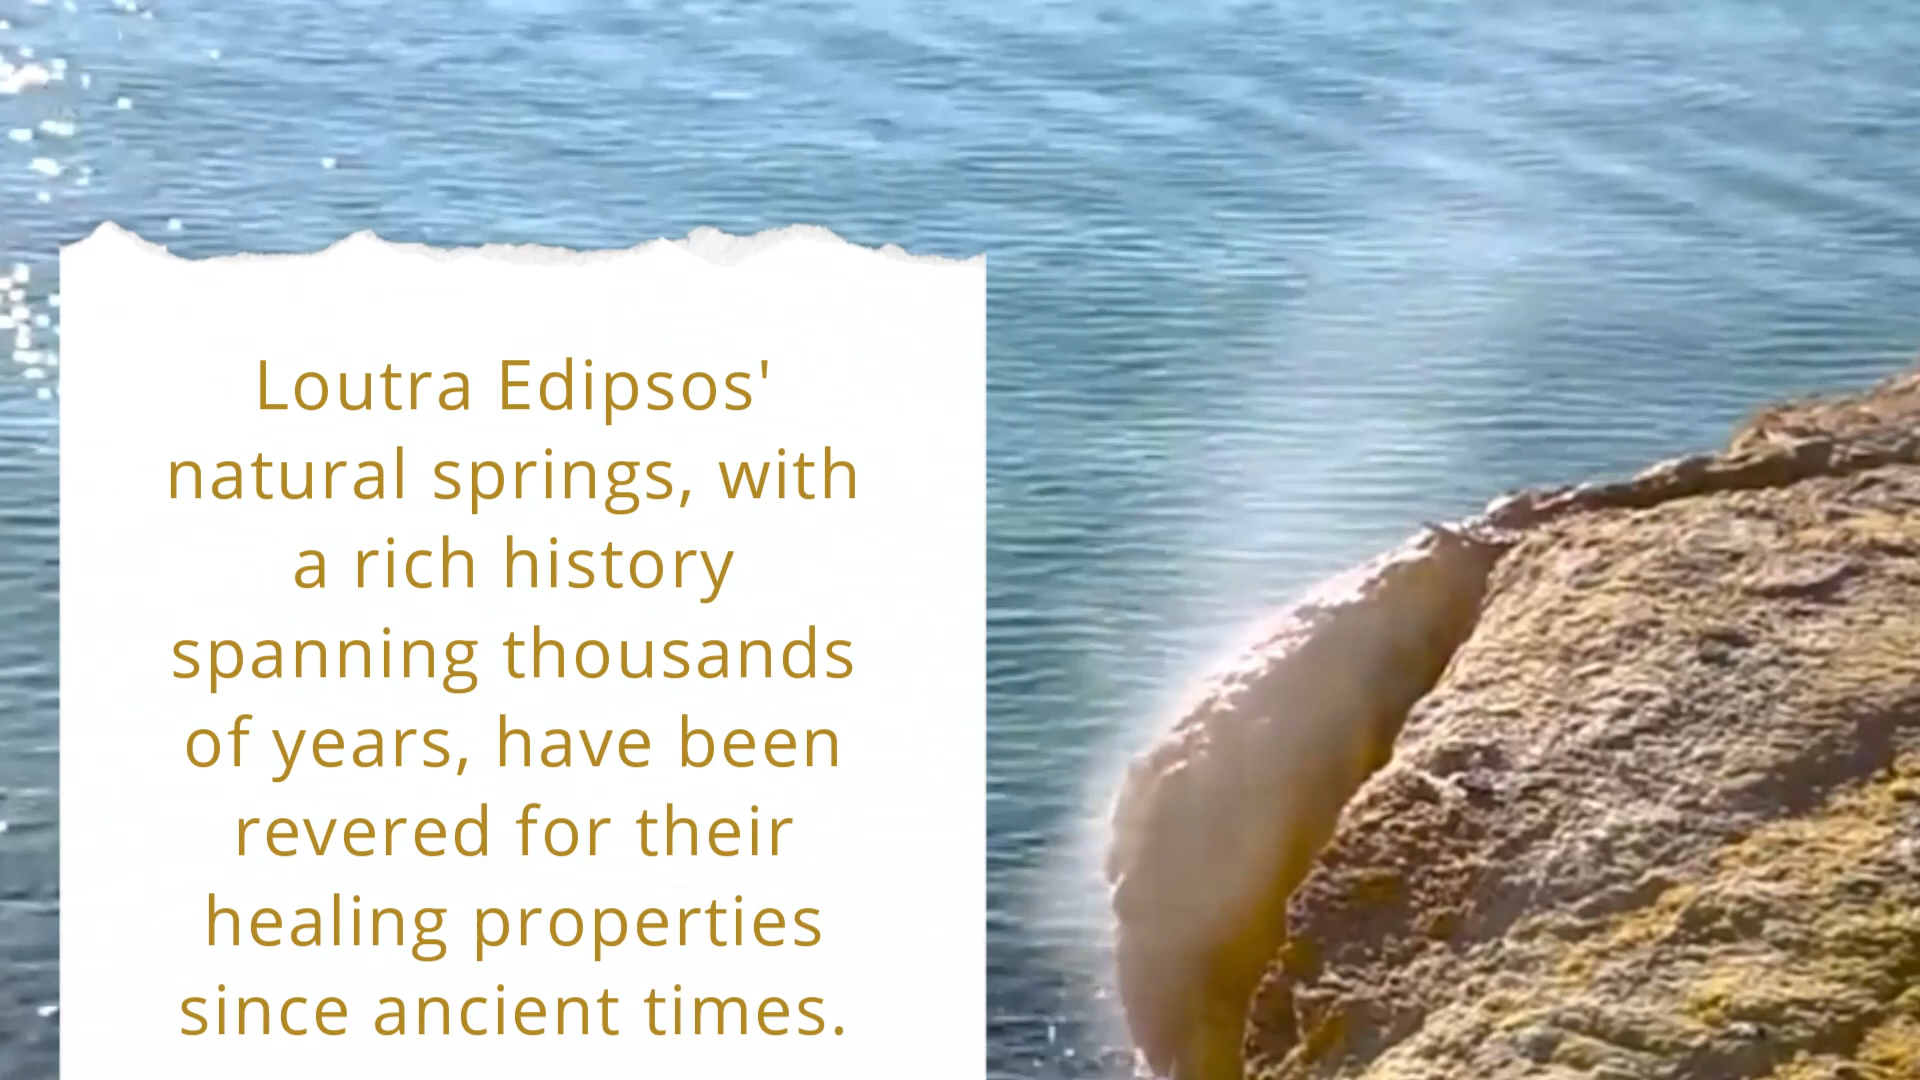 Loutra Edipsos'
natural springs, with
a rich history
spanning thousands
of years, have been
revered for their
healing properties
since ancient times.